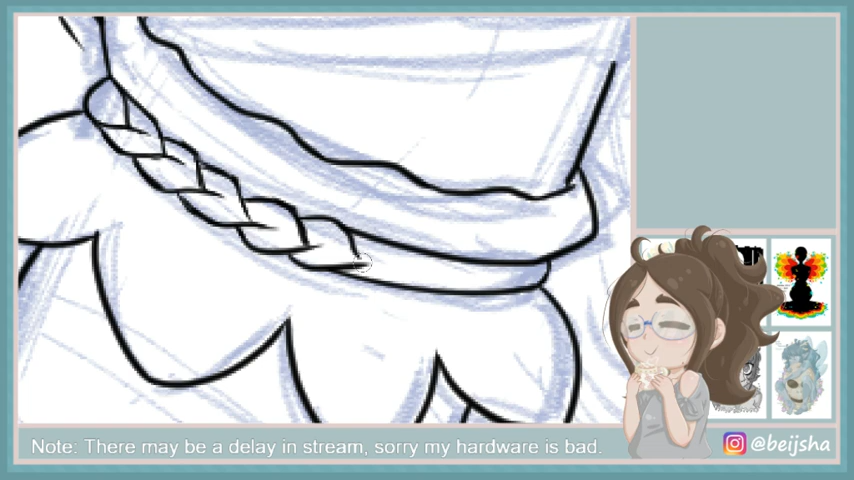 Note: There may be a delay in stream, sorry my hardware is bad.
@beijsha